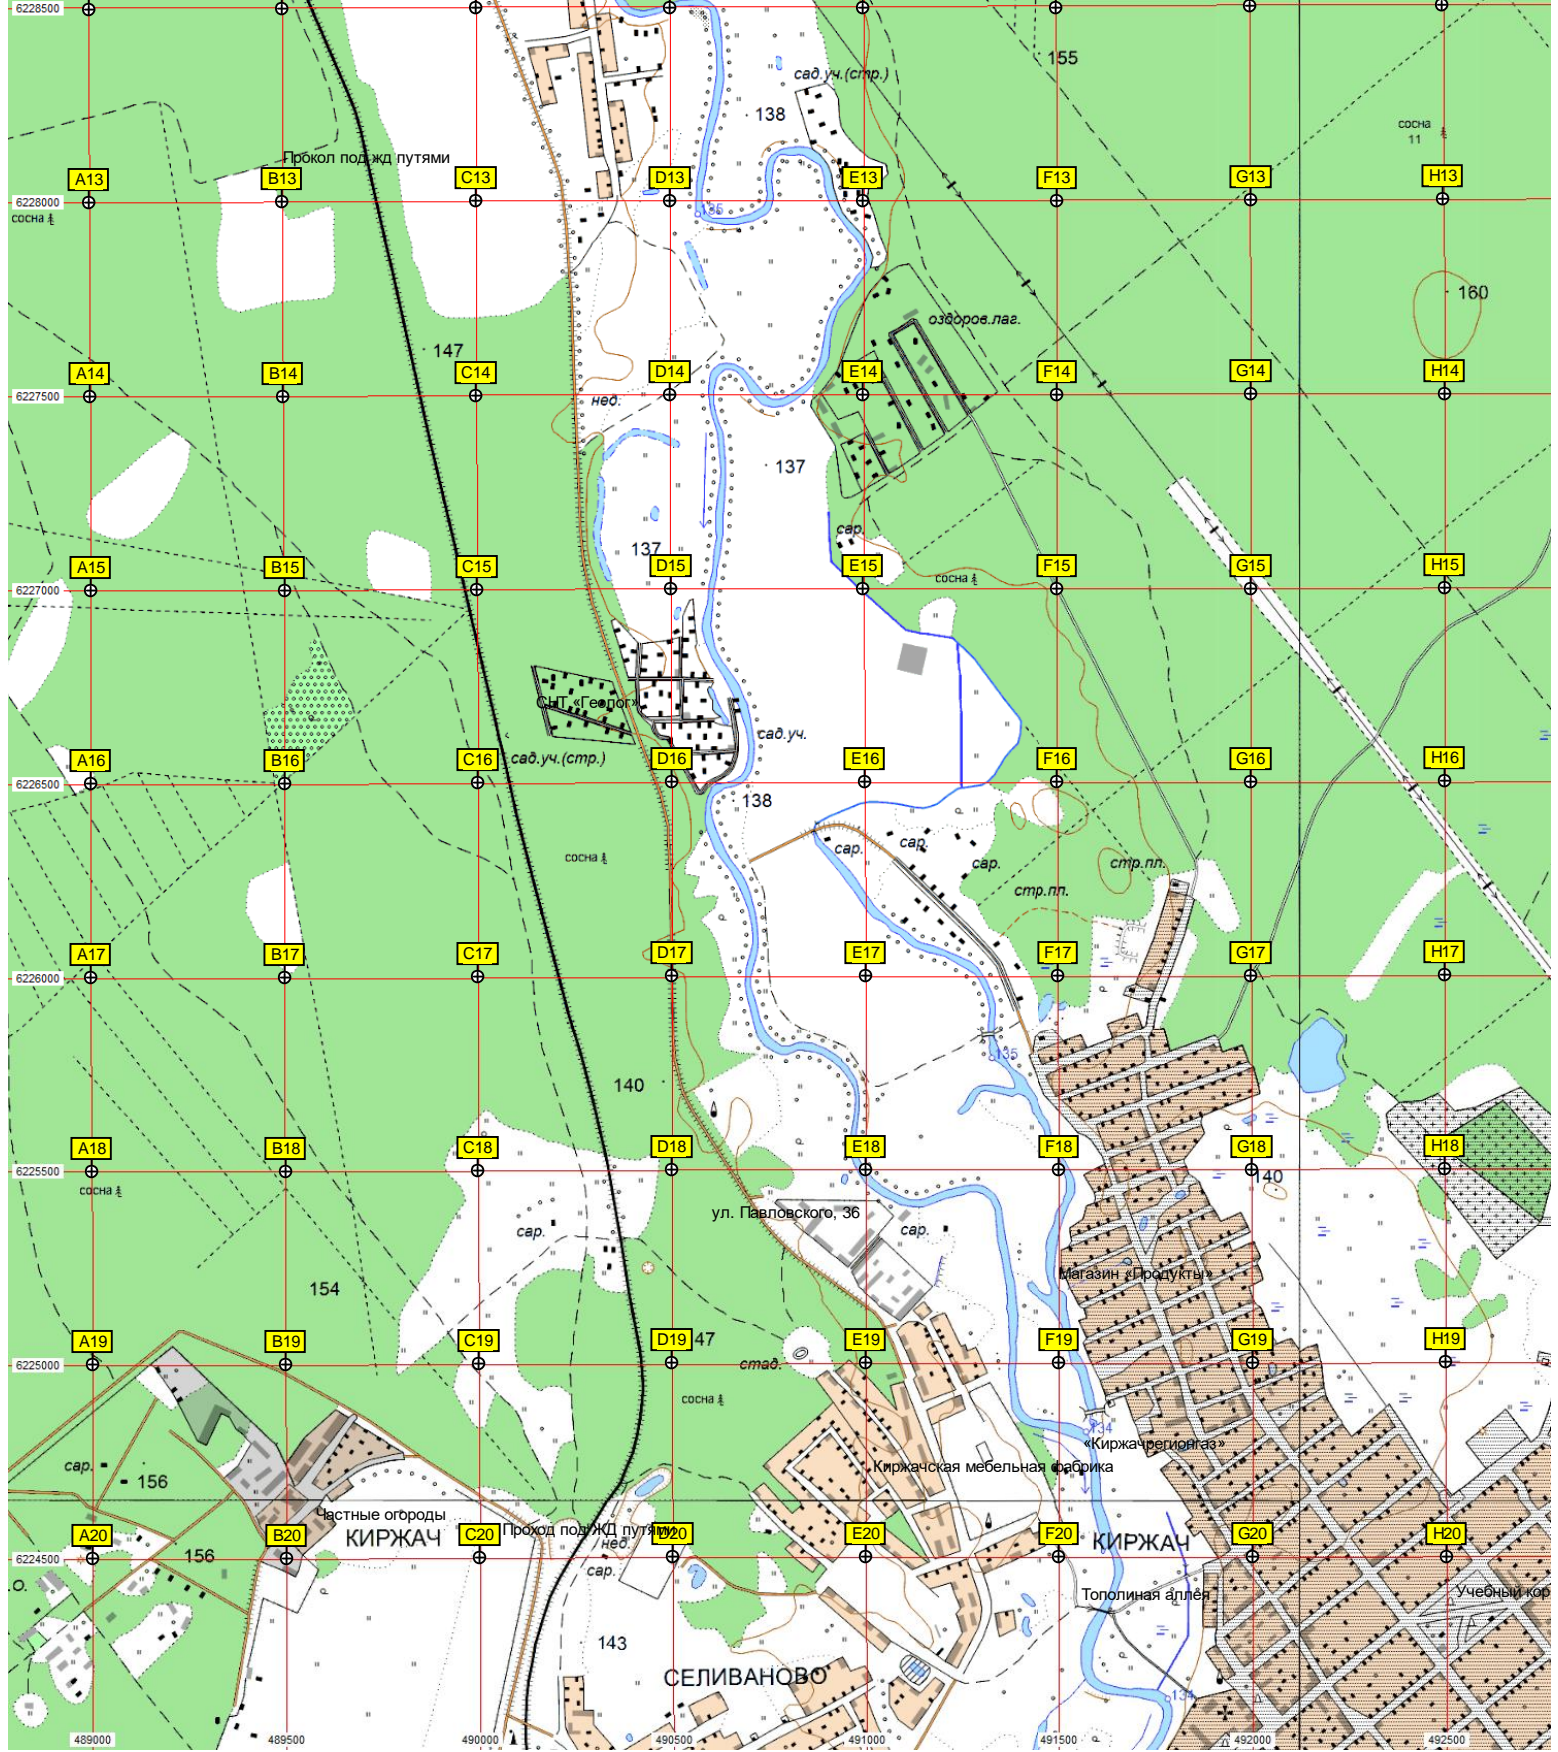 6228500
155
сад.уч.(стр.)
138
сосна
11
Прокол под жд путями
A13
B13
C13
D13
E13
F13
G13
H13
6228000
сосна
135
160
оздоров.лаг.
147
A14
B14
C14
D14
E14
F14
G14
H14
6227500
нед.
137
сар.
137
A15
B15
C15
D15
E15
F15
G15
H15
6227000
сосна
СНТ «Геолог»
сад.уч.
сад.уч.(стр.)
A16
B16
C16
D16
E16
F16
G16
H16
6226500
138
сар.
сар.
сар.
стр.пл.
стр.пл.
сосна
A17
B17
C17
D17
E17
F17
G17
H17
6226000
135
140
A18
B18
C18
D18
E18
F18
G18
H18
6225500
140
сосна
ул. Павловского, 36
сар.
сар.
Магазин «Продукты»
154
A19
B19
C19
D19
E19
F19
G19
H19
6225000
47
стад.
сосна
134
«Киржачрегионгаз»
Киржачская мебельная фабрика
сар.
156
Частные огороды
КИРЖАЧ
Проход под ЖД путями
A20
B20
C20
D20
E20
F20
G20
H20
КИРЖАЧ
6224500
156
нед.
сар.
.О.
Тополиная аллея
Учебный кор
143
СЕЛИВАНОВО
134
489000
489500
490000
490500
491000
491500
492000
492500